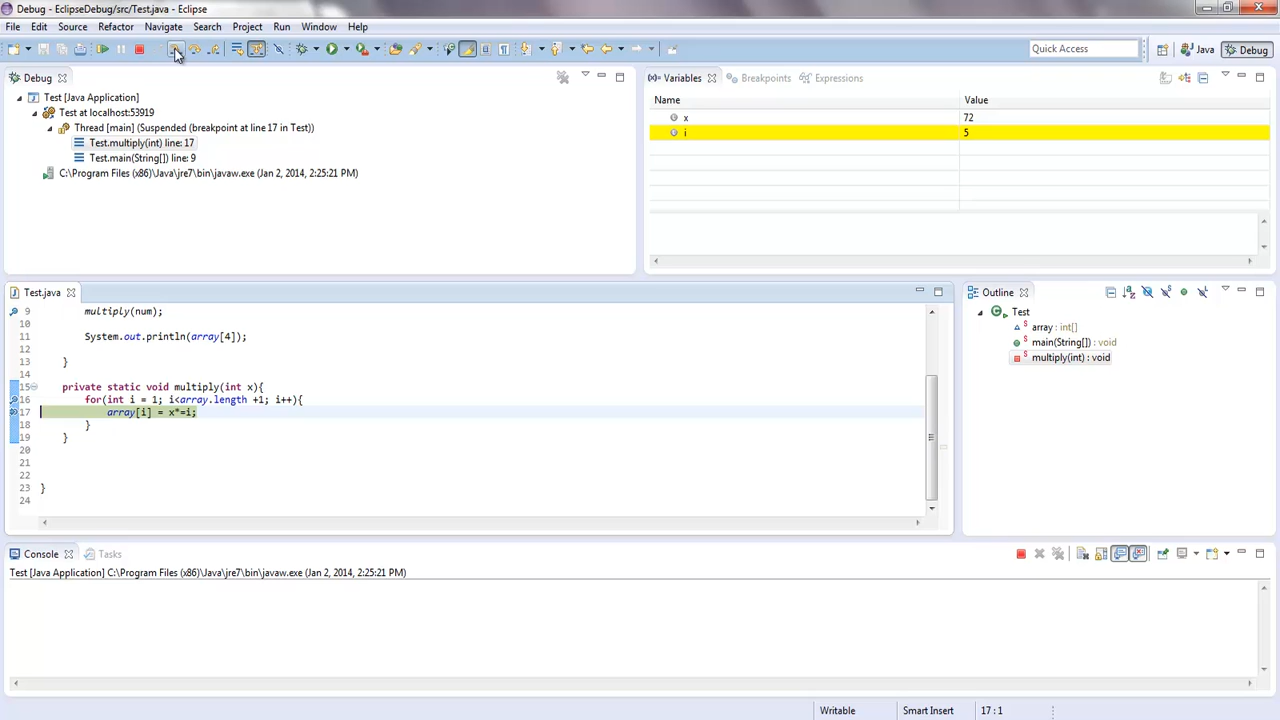 Debug - EclipseDebug/src/Test.java - Eclipse
File Edit Source Refactor Navigate Search Project Run Window Help
Quick Access Java Debug
Debug
Test [Java Application]
Test at localhost:53919
Thread [main] (Suspended (breakpoint at line 17 in Test))
Test.multiply(int) line: 17
Test.main(String[]) line: 9
C:\Program Files (x86)\Java\jre7\bin\javaw.exe (Jan 2, 2014, 2:25:21 PM)
Variables Breakpoints Expressions
Name Value
x 72
i 5
Test.java
9 multiply(num);
10
11 System.out.println(array[4]);
12
13 }
14
15 private static void multiply(int x){
16 for(int i = 1; i<array.length +1; i++){
17 array[i] = x*=i;
18 }
19 }
20
21
22
23 }
24
Outline
Test
array : int[]
main(String[]) : void
multiply(int) : void
Console Tasks
Test [Java Application] C:\Program Files (x86)\Java\jre7\bin\javaw.exe (Jan 2, 2014, 2:25:21 PM)
Writable Smart Insert 17 : 1